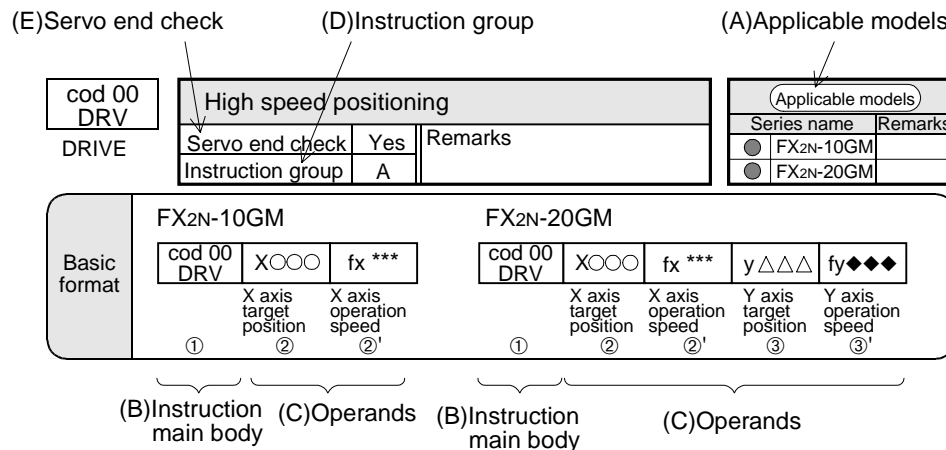 (E)Servo end check (D)Instruction group (A)Applicable models
cod 00
DRV
DRIVE
High speed positioning
Servo end check Yes Remarks
Instruction group A
Applicable models
Series name Remarks
● FX2N-10GM
● FX2N-20GM
Basic
format
FX2N-10GM
cod 00
DRV
X○○○ fx ***
X axis
target
position
X axis
operation
speed
① ② ②'
FX2N-20GM
cod 00
DRV
X○○○ fx *** y△△△ fy◆◆◆
X axis
target
position
X axis
operation
speed
Y axis
target
position
Y axis
operation
speed
① ② ②' ③ ③'
(B)Instruction
main body
(C)Operands
(B)Instruction
main body
(C)Operands